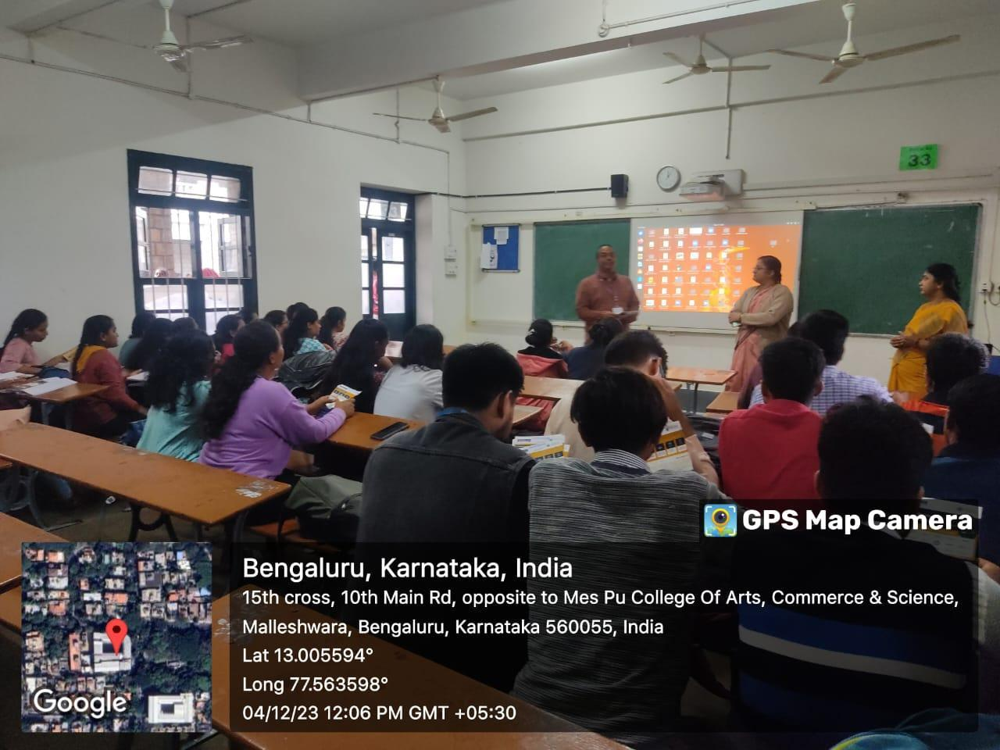 33
GPS Map Camera
Bengaluru, Karnataka, India
15th cross, 10th Main Rd, opposite to Mes Pu College Of Arts, Commerce & Science,
Malleshwara, Bengaluru, Karnataka 560055, India
Lat 13.005594°
Long 77.563598°
04/12/23 12:06 PM GMT +05:30
Google